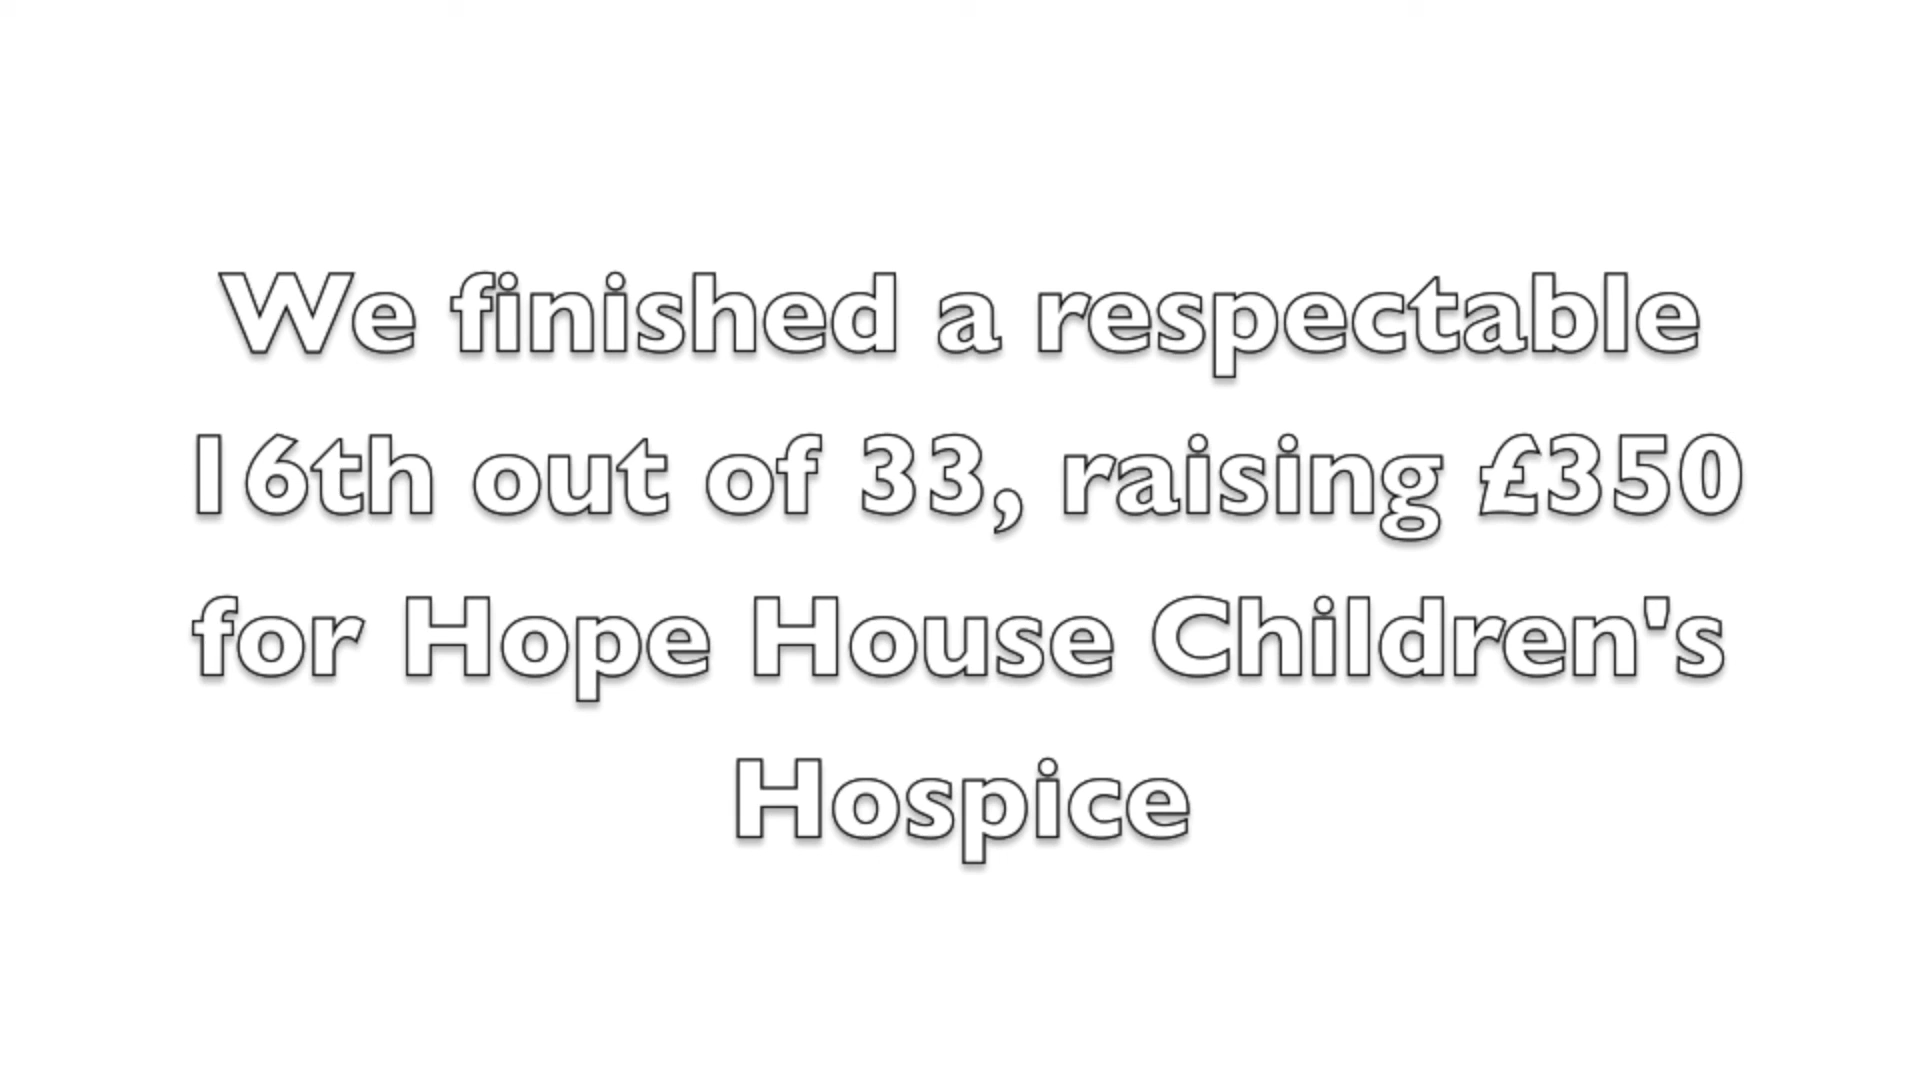 We finished a respectable
16th out of 33, raising £350
for Hope House Children's
Hospice